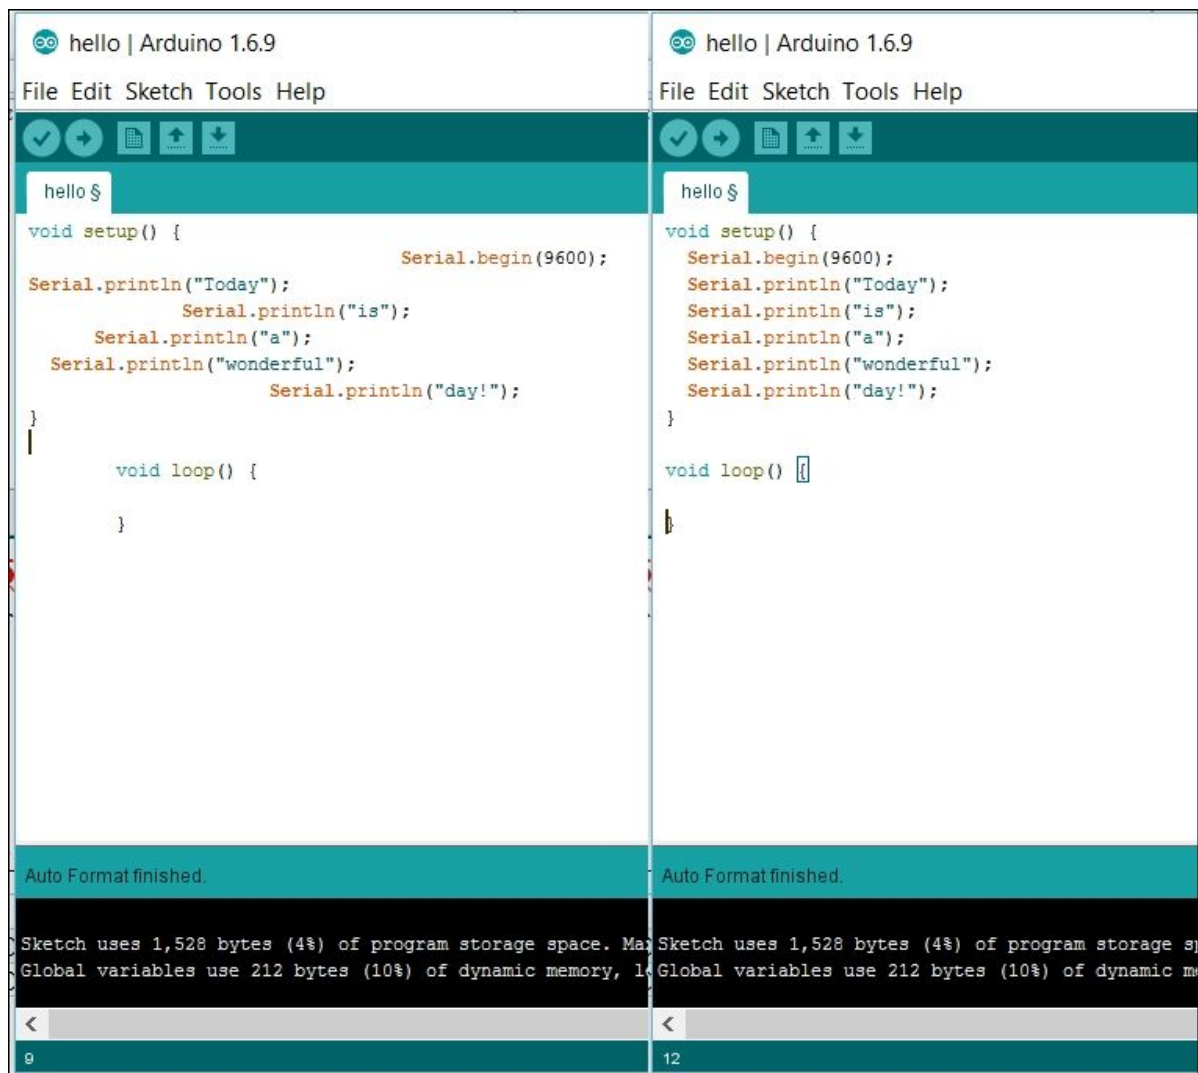 hello | Arduino 1.6.9
File Edit Sketch Tools Help
hello §
void setup() {
Serial.begin(9600);
Serial.println("Today");
Serial.println("is");
Serial.println("a");
Serial.println("wonderful");
Serial.println("day!");
}
void loop() {
}
Auto Format finished.
Sketch uses 1,528 bytes (4%) of program storage space. Ma
Global variables use 212 bytes (10%) of dynamic memory, l
9
hello | Arduino 1.6.9
File Edit Sketch Tools Help
hello §
void setup() {
Serial.begin(9600);
Serial.println("Today");
Serial.println("is");
Serial.println("a");
Serial.println("wonderful");
Serial.println("day!");
}
void loop() {
}
Auto Format finished.
Sketch uses 1,528 bytes (4%) of program storage
Global variables use 212 bytes (10%) of dynamic
12